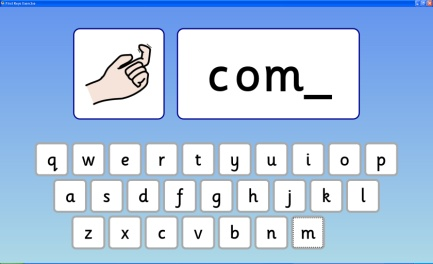 com_
q w e r t y u i o p
a s d f g h j k l
z x c v b n m